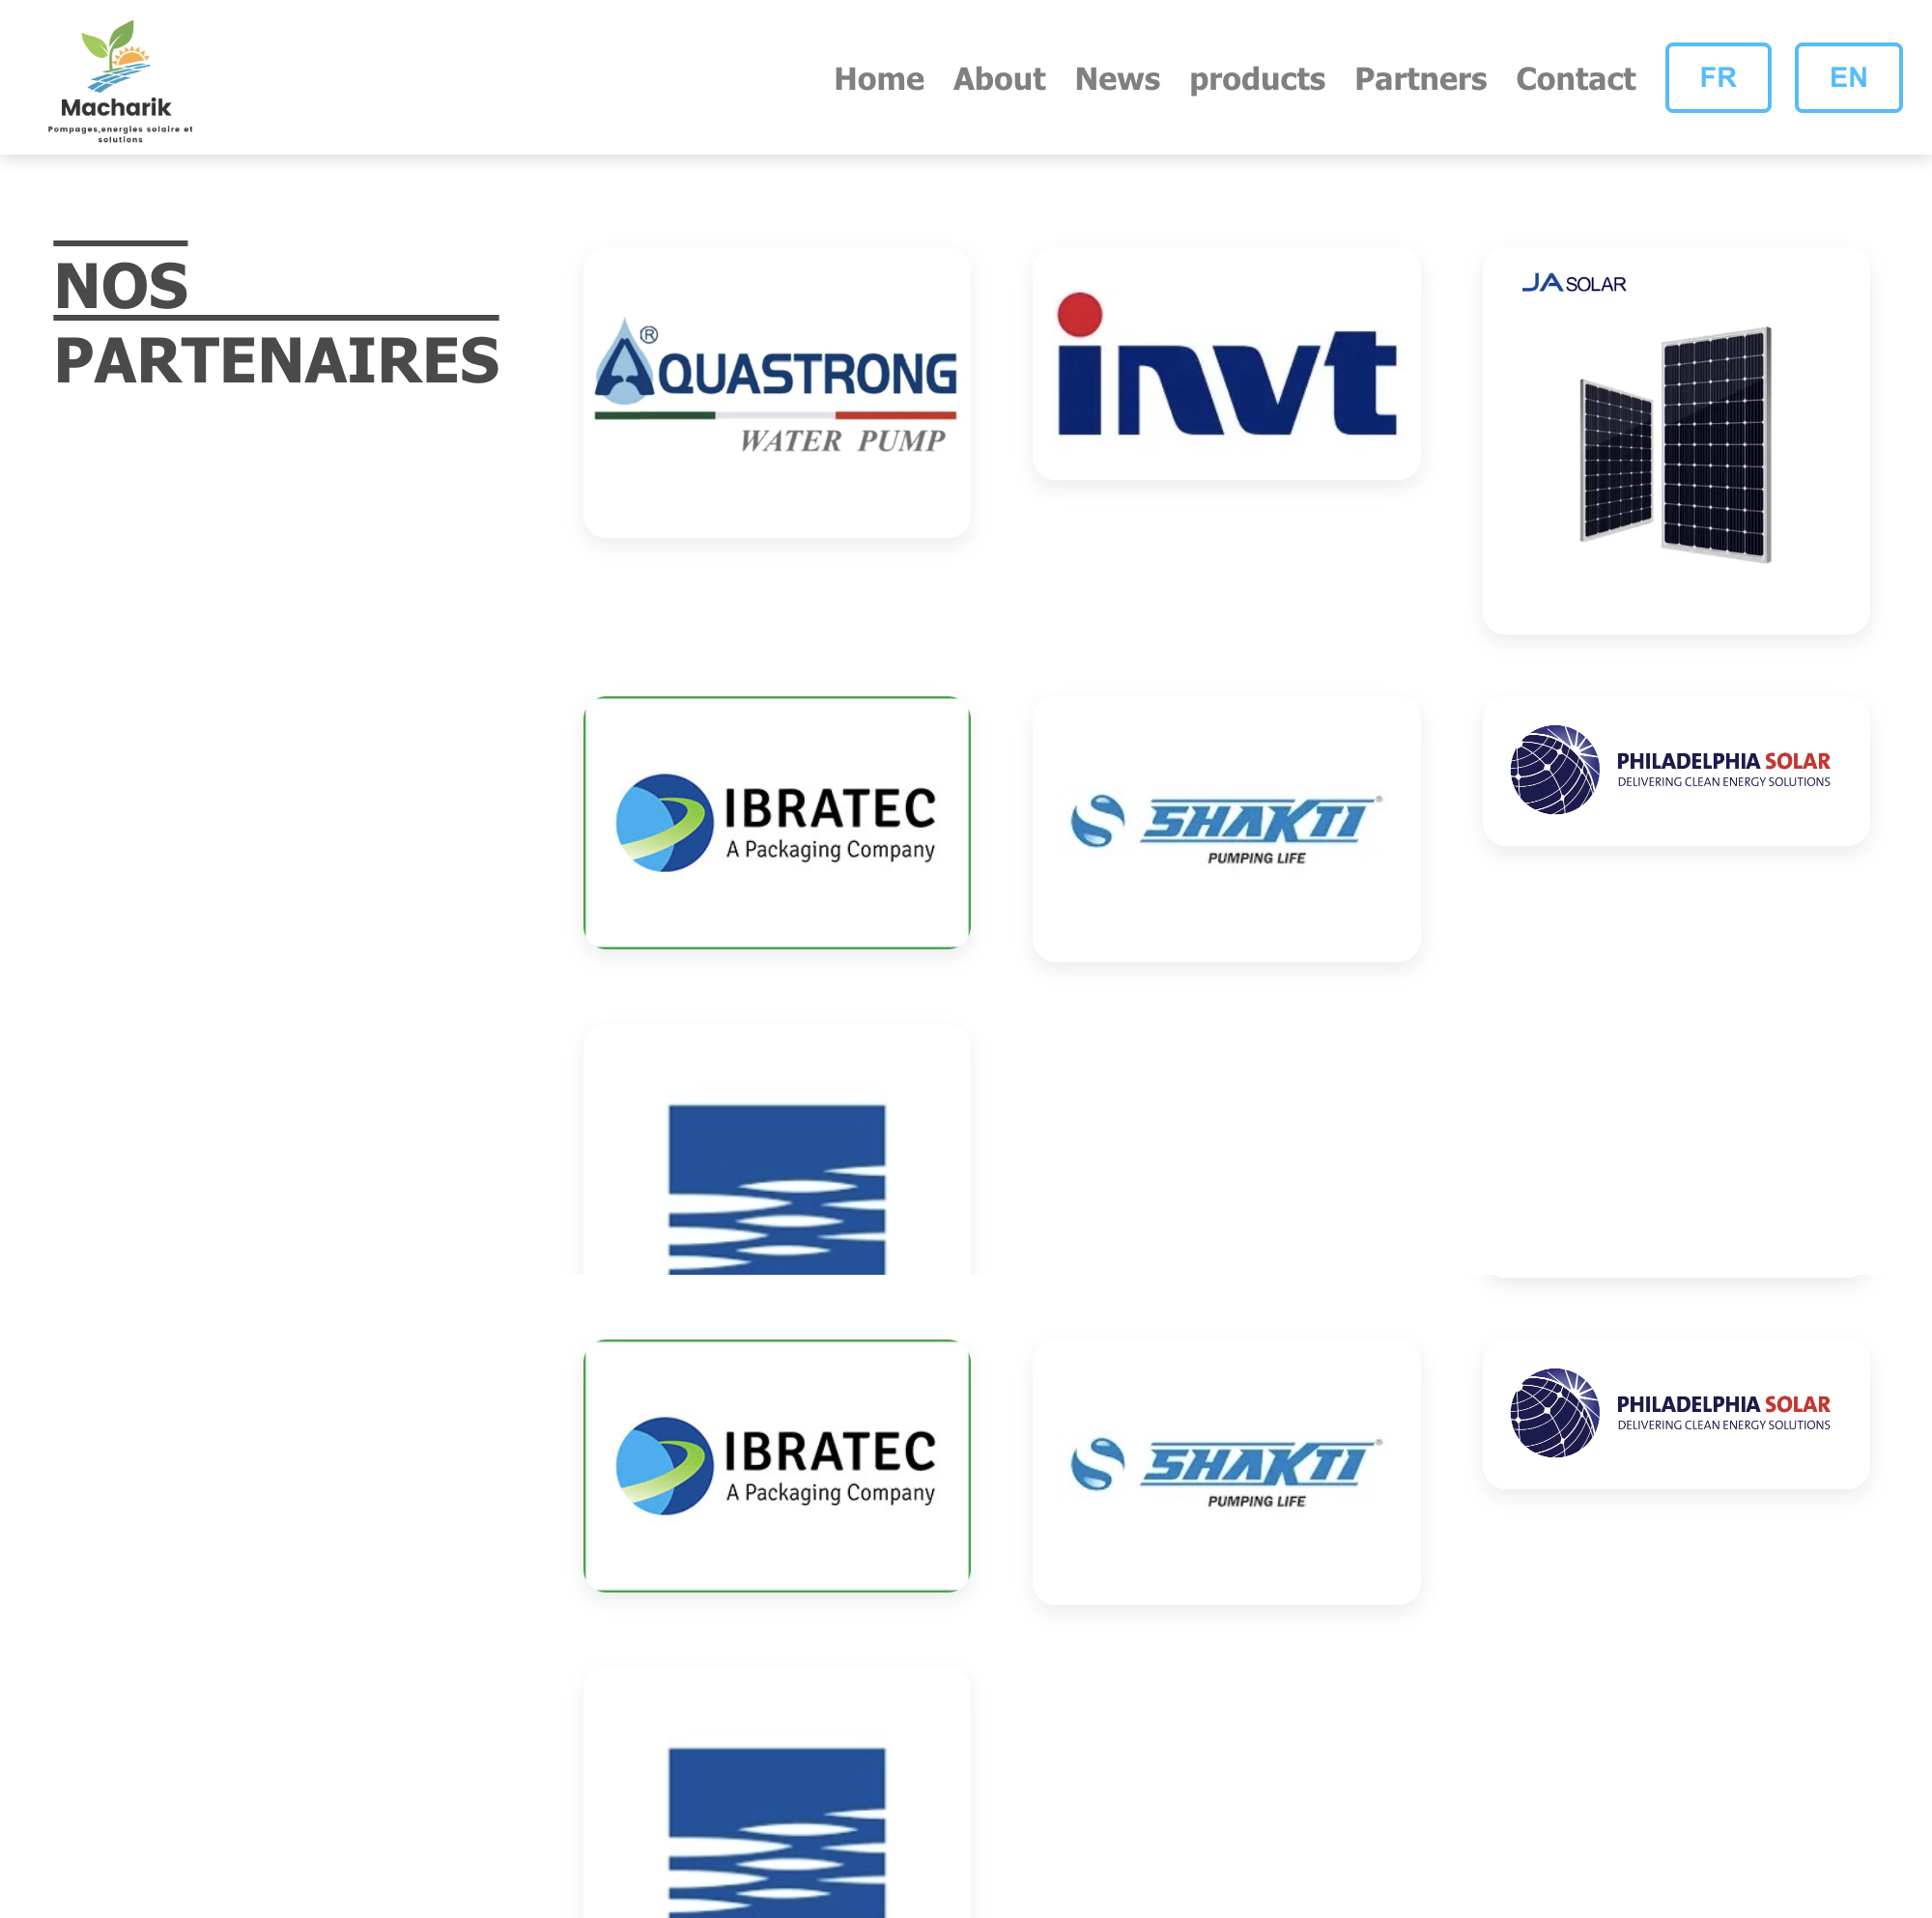 Macharik
Pompages,energies solaire et
solutions
Home About News products Partners Contact FR EN
NOS
PARTENAIRES
AQUASTRONG®
WATER PUMP
invt
JA SOLAR
IBRATEC
A Packaging Company
SHAKTI®
PUMPING LIFE
PHILADELPHIA SOLAR
DELIVERING CLEAN ENERGY SOLUTIONS
IBRATEC
A Packaging Company
SHAKTI®
PUMPING LIFE
PHILADELPHIA SOLAR
DELIVERING CLEAN ENERGY SOLUTIONS